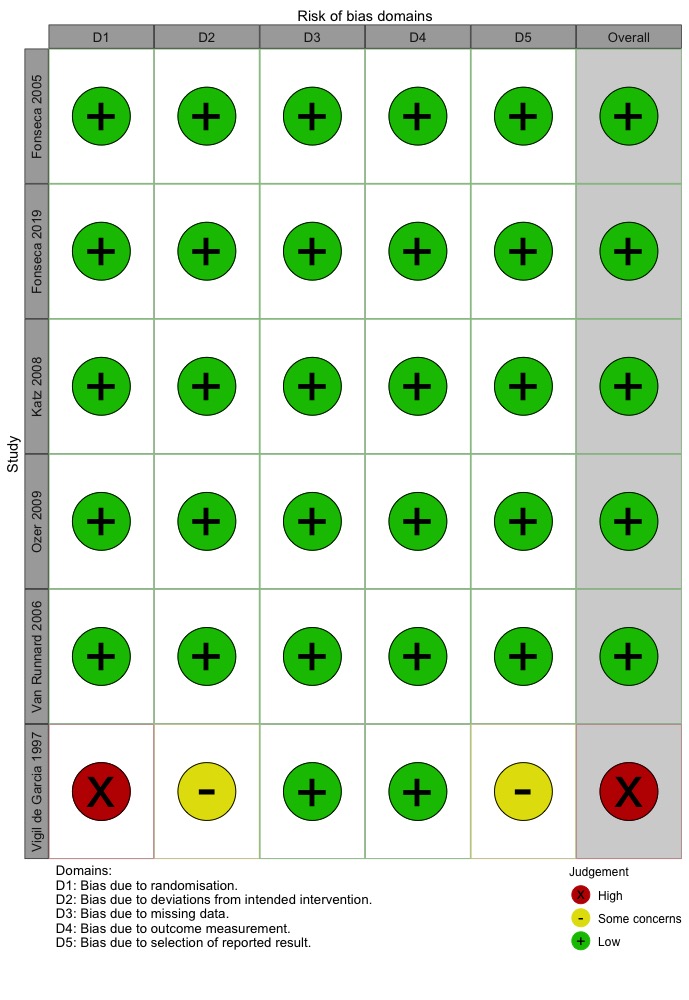 Risk of bias domains
D1 D2 D3 D4 D5 Overall
Study
Fonseca 2005
+ + + + + +
Fonseca 2019
+ + + + + +
Katz 2008
+ + + + + +
Ozer 2009
+ + + + + +
Van Runnard 2006
+ + + + + +
Vigil de Garcia 1997
X - + + - X
Domains:
D1: Bias due to randomisation.
D2: Bias due to deviations from intended intervention.
D3: Bias due to missing data.
D4: Bias due to outcome measurement.
D5: Bias due to selection of reported result.
Judgement
X High
- Some concerns
+ Low